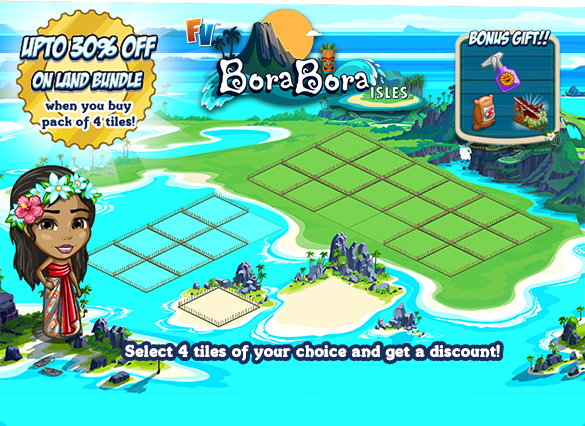 UPTO 30% OFF
ON LAND BUNDLE
when you buy
pack of 4 tiles!
FV
BoraBora
ISLES
BONUS GIFT!!
Select 4 tiles of your choice and get a discount!